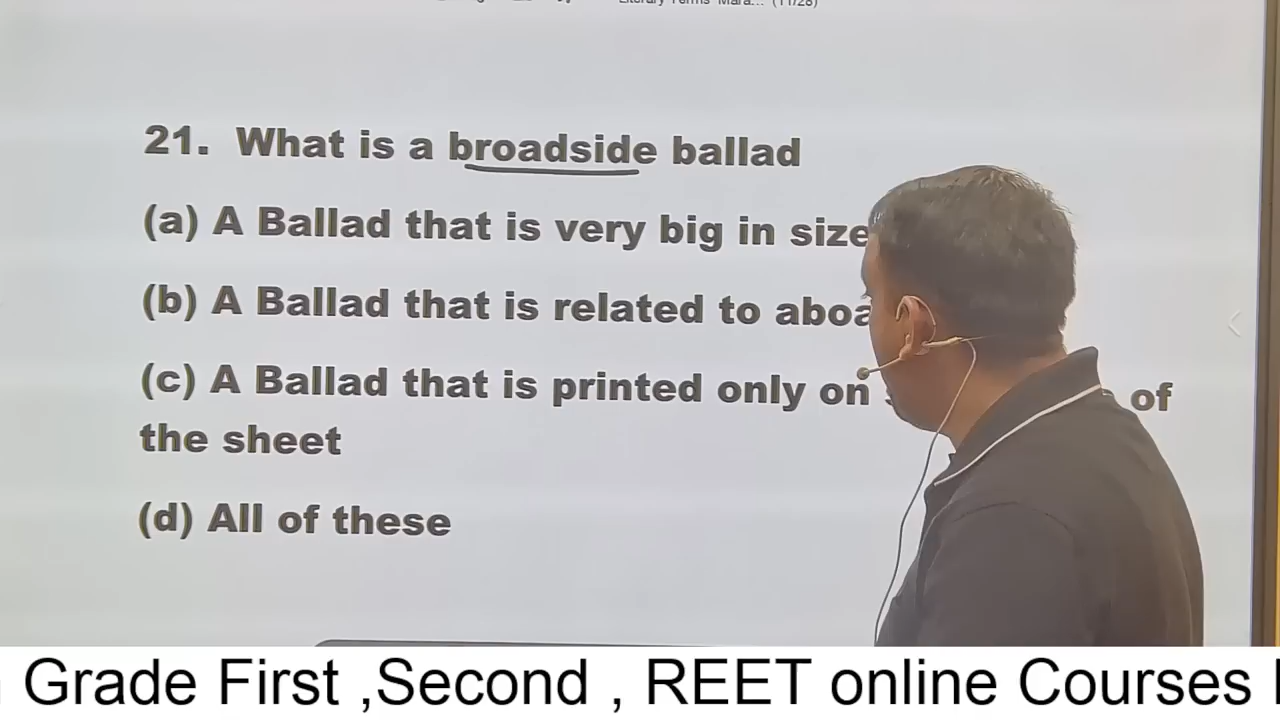 Literary Terms Mara... (11/28)
21. What is a broadside ballad
(a) A Ballad that is very big in size
(b) A Ballad that is related to
(c) A Ballad that is printed only on of
the sheet
(d) All of these
Grade First ,Second , REET online Courses